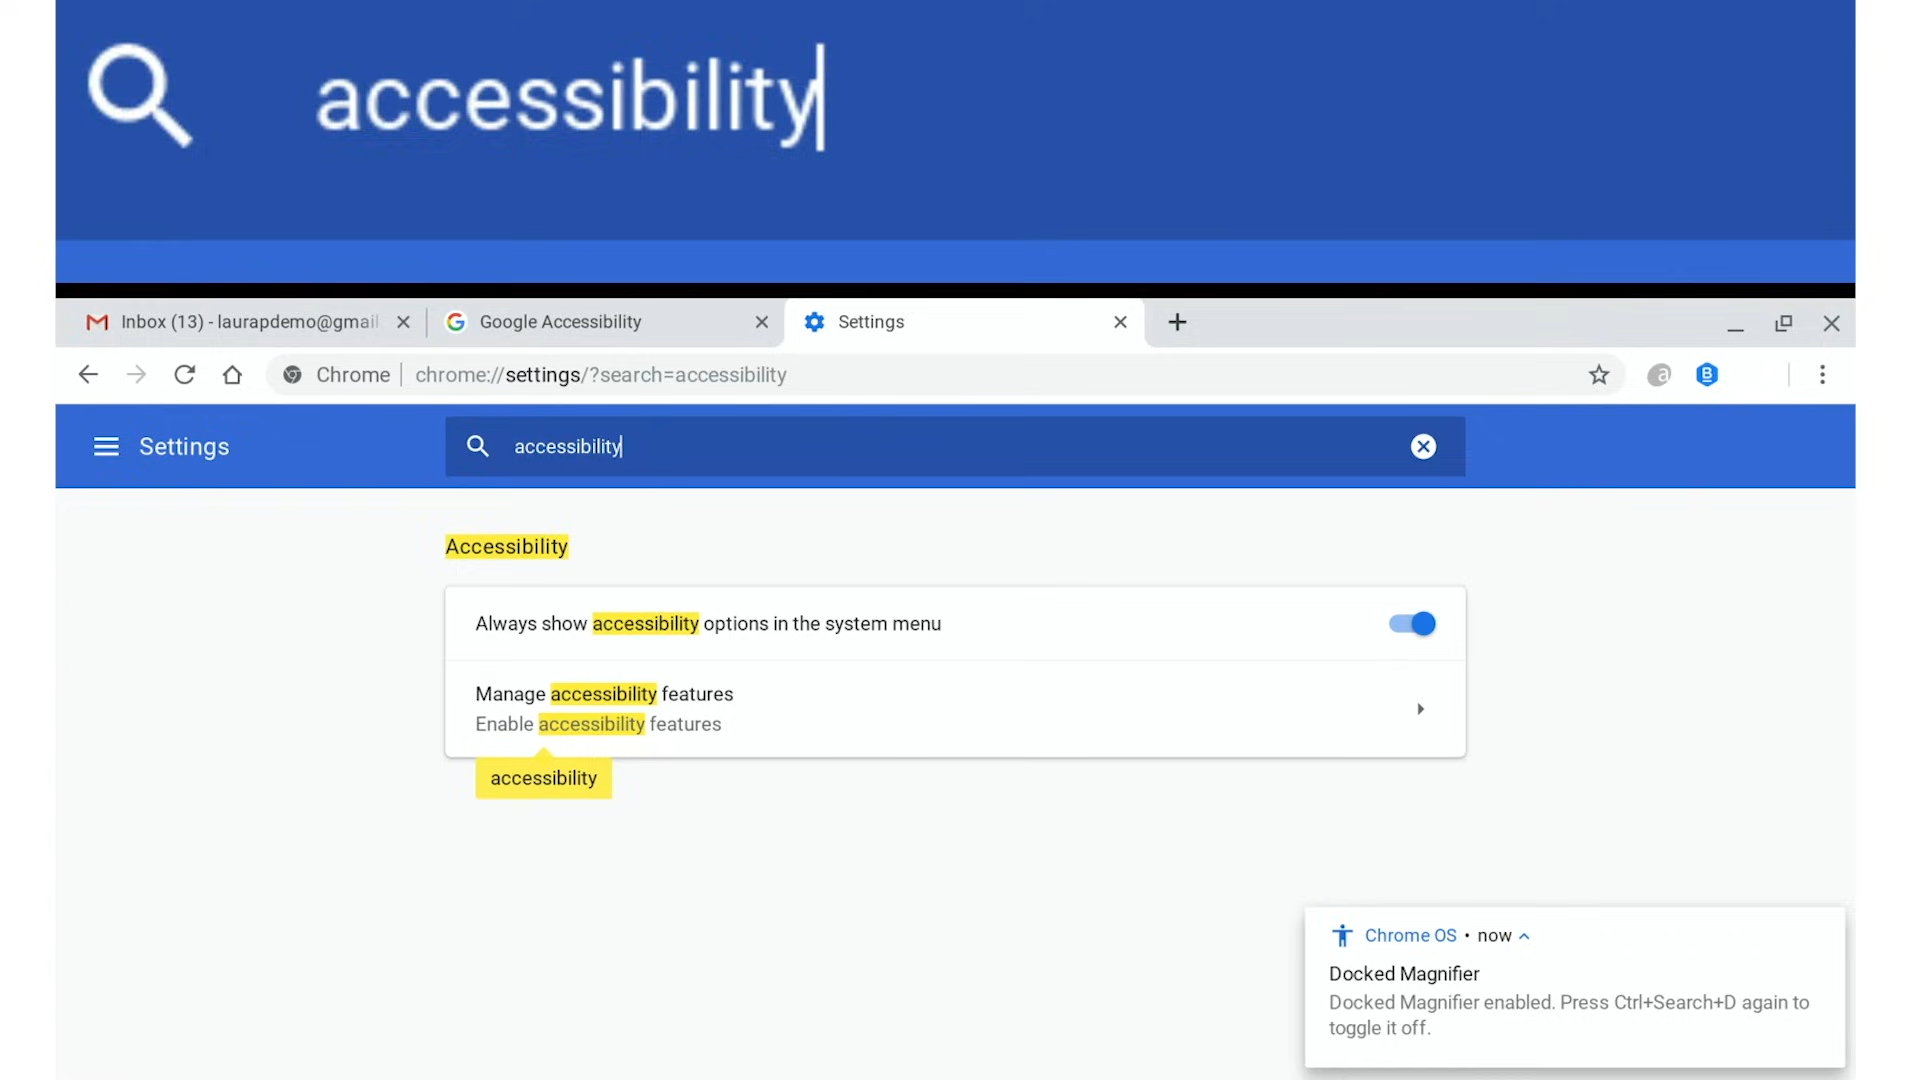 accessibility
Inbox (13) - laurapdemo@gmail
Google Accessibility
Settings
Chrome
chrome://settings/?search=accessibility
Settings
accessibility
Accessibility
Always show accessibility options in the system menu
Manage accessibility features
Enable accessibility features
accessibility
Chrome OS • now
Docked Magnifier
Docked Magnifier enabled. Press Ctrl+Search+D again to
toggle it off.